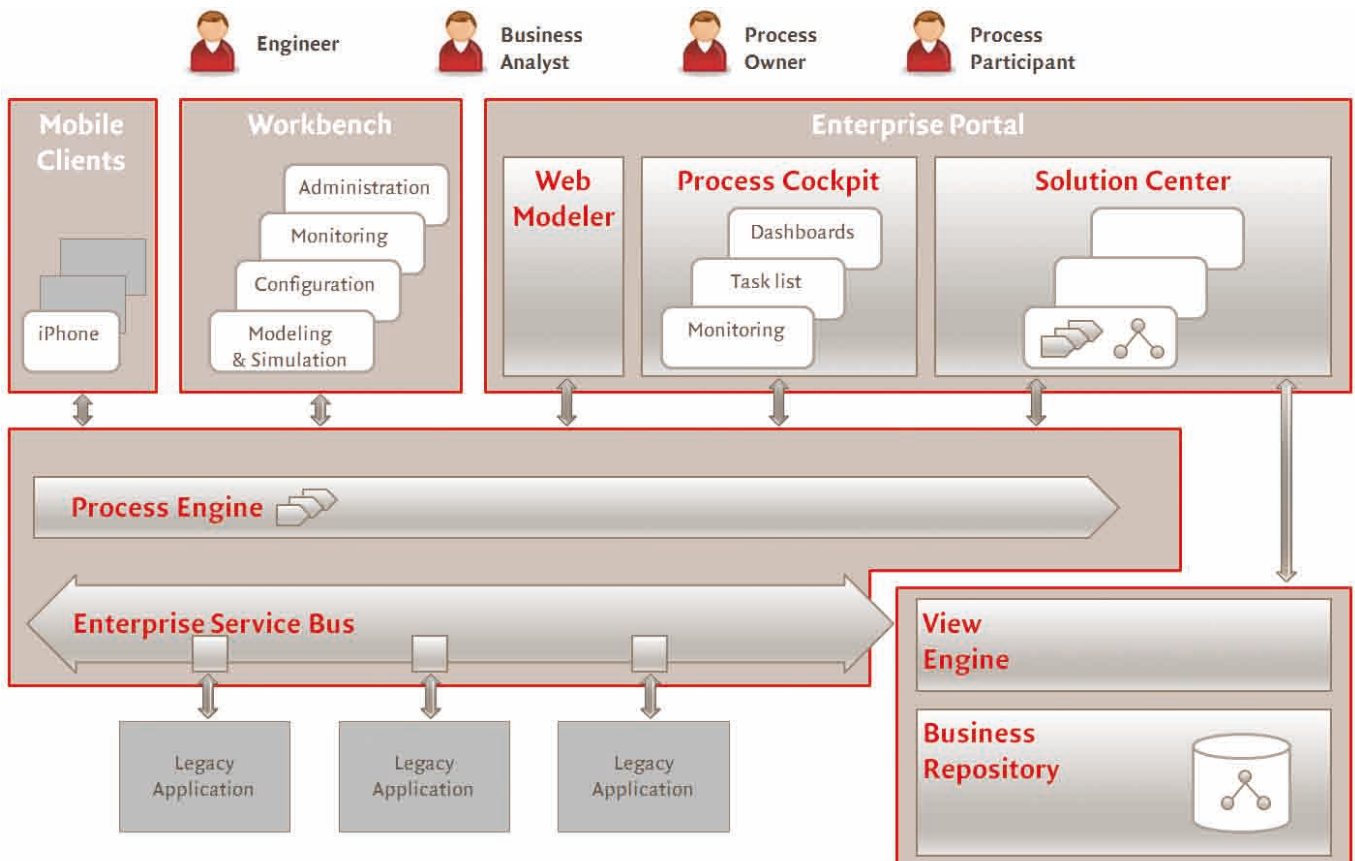 Engineer
Business
Analyst
Process
Owner
Process
Participant
Mobile
Clients
iPhone
Workbench
Administration
Monitoring
Configuration
Modeling
& Simulation
Enterprise Portal
Web
Modeler
Process Cockpit
Dashboards
Task list
Monitoring
Solution Center
Process Engine
Enterprise Service Bus
Legacy
Application
Legacy
Application
Legacy
Application
View
Engine
Business
Repository